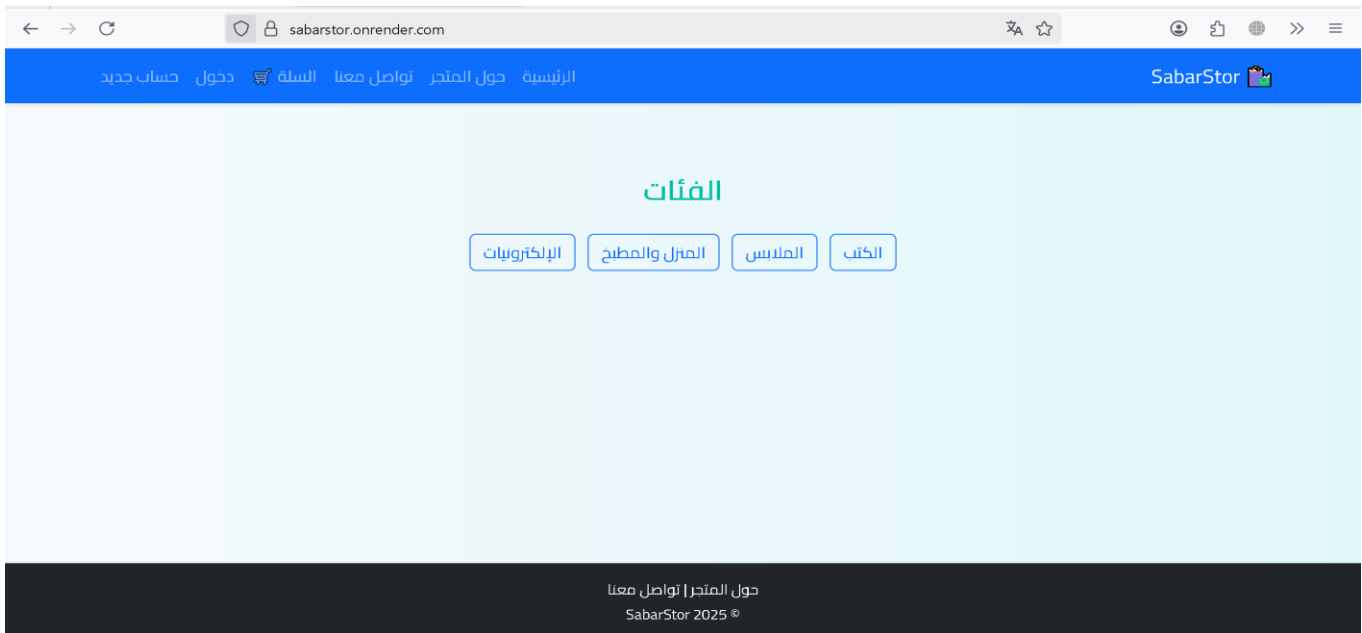 sabarstor.onrender.com
SabarStor
الرئيسية حول المتجر تواصل معنا السلة دخول حساب جديد
الفئات
الكتب الملابس المنزل والمطبخ الإلكترونيات
حول المتجر | تواصل معنا
© 2025 SabarStor